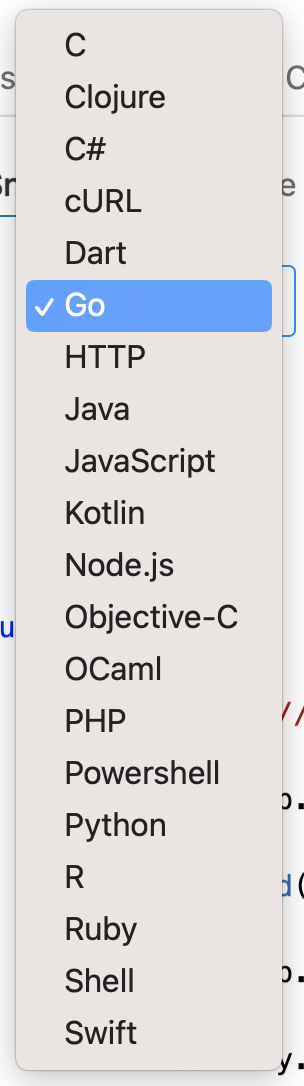 C
Clojure
C#
cURL
Dart
✓ Go
HTTP
Java
JavaScript
Kotlin
Node.js
Objective-C
OCaml
PHP
Powershell
Python
R
Ruby
Shell
Swift